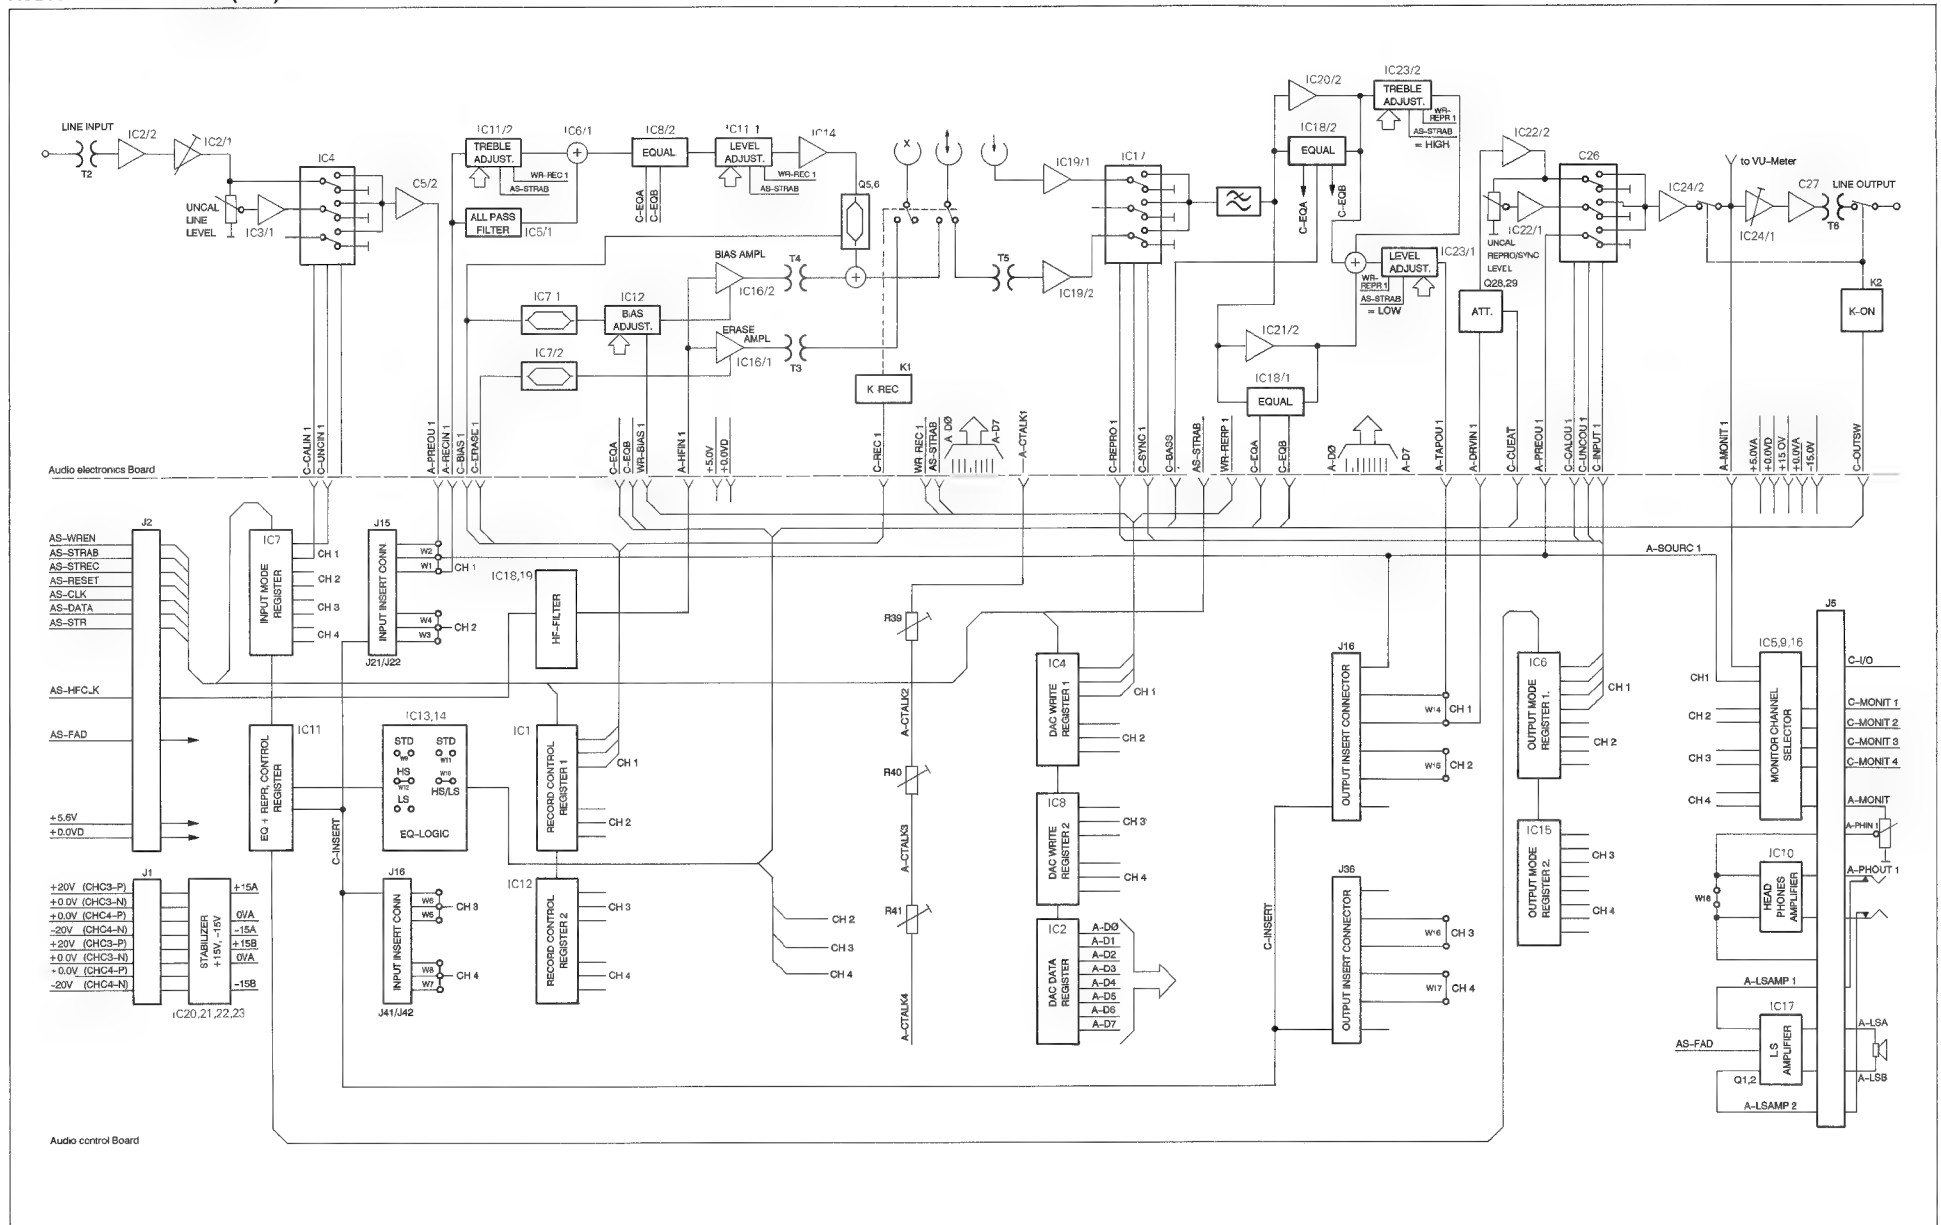 LINE INPUT
T2
IC2/2
IC2/1
UNCAL
LINE
LEVEL
IC3/1
IC4
C5/2
IC11/2
TREBLE
ADJUST.
WR-REC 1
AS-STRAB
IC6/1
ALL PASS
FILTER
IC5/1
IC8/2
EQUAL
C-EQA
C-EQB
IC11 1
LEVEL
ADJUST.
WR-REC 1
AS-STRAB
IC14
Q5,6
BIAS AMPL
IC16/2
T4
IC7 1
IC12
BIAS
ADJUST.
ERASE
AMPL
IC16/1
T3
IC7/2
K1
K REC
X
T5
IC19/1
IC19/2
IC17
IC20/2
IC18/2
EQUAL
C-EQA
C-EQB
IC23/2
TREBLE
ADJUST.
WR-
REPR 1
AS-STRAB
= HIGH
LEVEL
ADJUST.
IC23/1
WR-
REPR 1
AS-STRAB
= LOW
IC21/2
IC18/1
EQUAL
IC22/2
IC22/1
UNCAL
REPRO/SYNC
LEVEL
Q28,29
ATT.
C26
IC24/2
to VU-Meter
IC24/1
C27
T6
LINE OUTPUT
K2
K-ON
Audio electronics Board
C-CALIN 1
C-UNCIN 1
A-PREOU 1
A-RECIN 1
C-BIAS 1
C-ERASE 1
C-EQA
C-EQB
WR-BIAS 1
A-HFIN 1
+5.0V
+0.0VD
C-REC 1
WR REC 1
AS-STRAB
A DØ
A-D7
A-CTALK1
C-REPRO 1
C-SYNC 1
C-BASS
AS-STRAB
WR-RERP 1
C-EQA
C-EQB
A-DØ
A-D7
A-TAPOU 1
A-DRVIN 1
C-CUEAT
A-PREOU 1
C-CALOU 1
C-UNCOU 1
C INPUT 1
A-MONIT 1
+5.0VA
+0.0VD
+15.0V
+0.0VA
-15.0V
C-OUTSW
J2
AS-WREN
AS-STRAB
AS-STREC
AS-RESET
AS-CLK
AS-DATA
AS-STR
AS-HFCLK
AS-FAD
+5.6V
+0.0VD
IC7
INPUT MODE
REGISTER
CH 1
CH 2
CH 3
CH 4
J15
INPUT INSERT CONN.
W2
W1
CH 1
W4
W3
CH 2
J21/J22
IC18,19
HF-FILTER
IC11
EQ + REPR, CONTROL
REGISTER
C-INSERT
IC13,14
STD
W9
HS
W12
LS
STD
W11
W10
HS/LS
EQ-LOGIC
IC1
RECORD CONTROL
REGISTER 1
CH 1
CH 2
IC12
RECORD CONTROL
REGISTER 2
CH 3
CH 4
J16
INPUT INSERT CONN.
W6
W5
CH 3
W8
W7
CH 4
J41/J42
J1
+20V (CHC3-P)
+0.0V (CHC3-N)
+0.0V (CHC4-P)
-20V (CHC4-N)
+20V (CHC3-P)
+0.0V (CHC3-N)
+0.0V (CHC4-P)
-20V (CHC4-N)
STABILIZER
+15V, -15V
+15A
0VA
-15A
+15B
0VA
-15B
IC20,21,22,23
CH 2
CH 3
CH 4
R39
A-CTALK2
R40
A-CTALK3
R41
A-CTALK4
IC4
DAC WRITE
REGISTER 1
CH 1
CH 2
IC8
DAC WRITE
REGISTER 2
CH 3
CH 4
IC2
DAC DATA
REGISTER
A-DØ
A-D1
A-D2
A-D3
A-D4
A-D5
A-D6
A-D7
J16
OUTPUT INSERT CONNECTOR
W14
CH 1
W15
CH 2
J36
OUTPUT INSERT CONNECTOR
C-INSERT
W16
CH 3
W17
CH 4
A-SOURC 1
IC6
OUTPUT MODE
REGISTER 1.
CH 1
CH 2
IC15
OUTPUT MODE
REGISTER 2.
CH 3
CH 4
IC5,9,16
MONITOR CHANNEL
SELECTOR
CH1
CH 2
CH 3
CH 4
J5
C-I/O
C-MONIT 1
C-MONIT 2
C-MONIT 3
C-MONIT 4
A-MONIT
A-PHIN 1
A-PHOUT 1
IC10
HEAD
PHONES
AMPLIFIER
W18
A-LSAMP 1
IC17
LS
AMPLIFIER
AS-FAD
Q1,2
A-LSAMP 2
A-LSA
A-LSB
Audio control Board